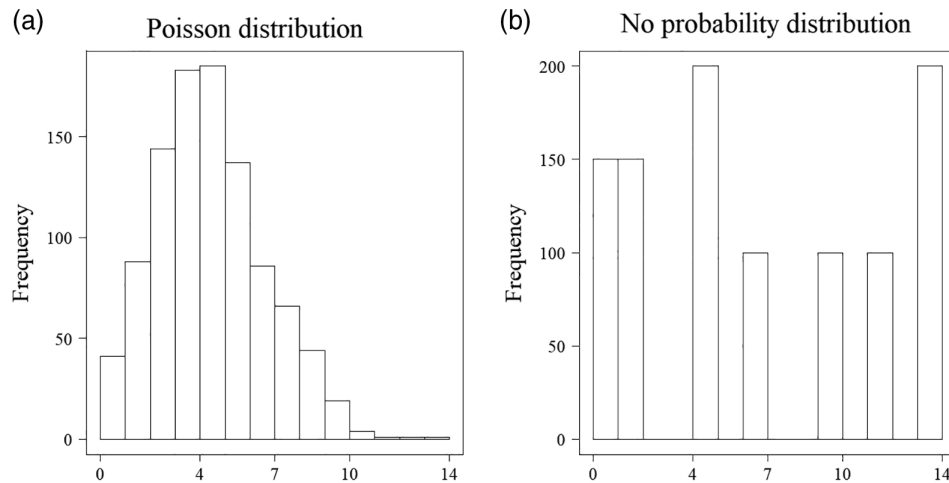 (a)
Poisson distribution
Frequency
150
100
50
0
0 4 7 10 14
(b)
No probability distribution
Frequency
200
150
100
50
0
0 4 7 10 14